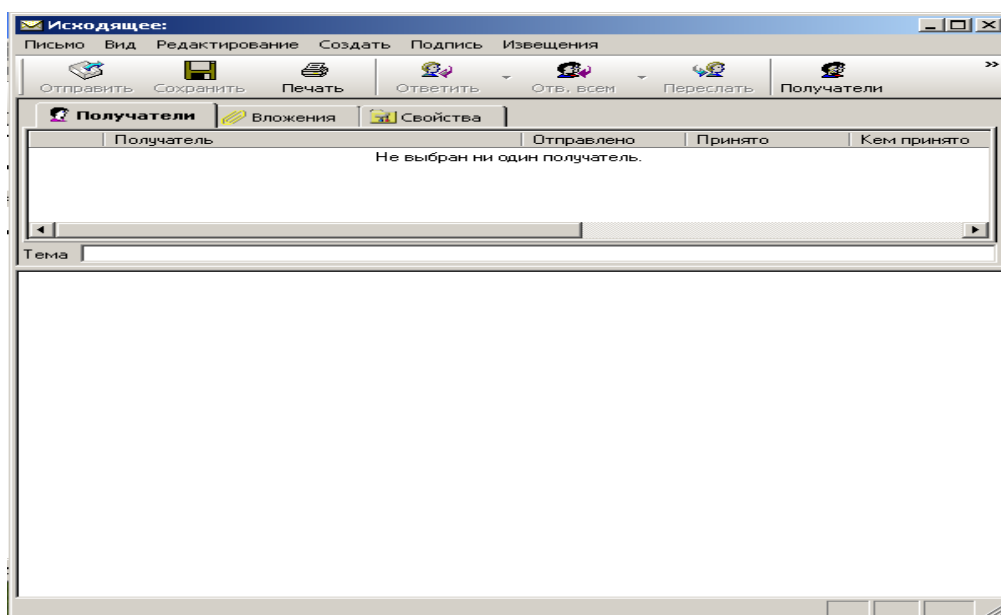 Исходящее:
Письмо Вид Редактирование Создать Подпись Извещения
Отправить Сохранить Печать Ответить Отв. всем Переслать Получатели
Получатели Вложения Свойства
Получатель Отправлено Принято Кем принято
Не выбран ни один получатель.
Тема